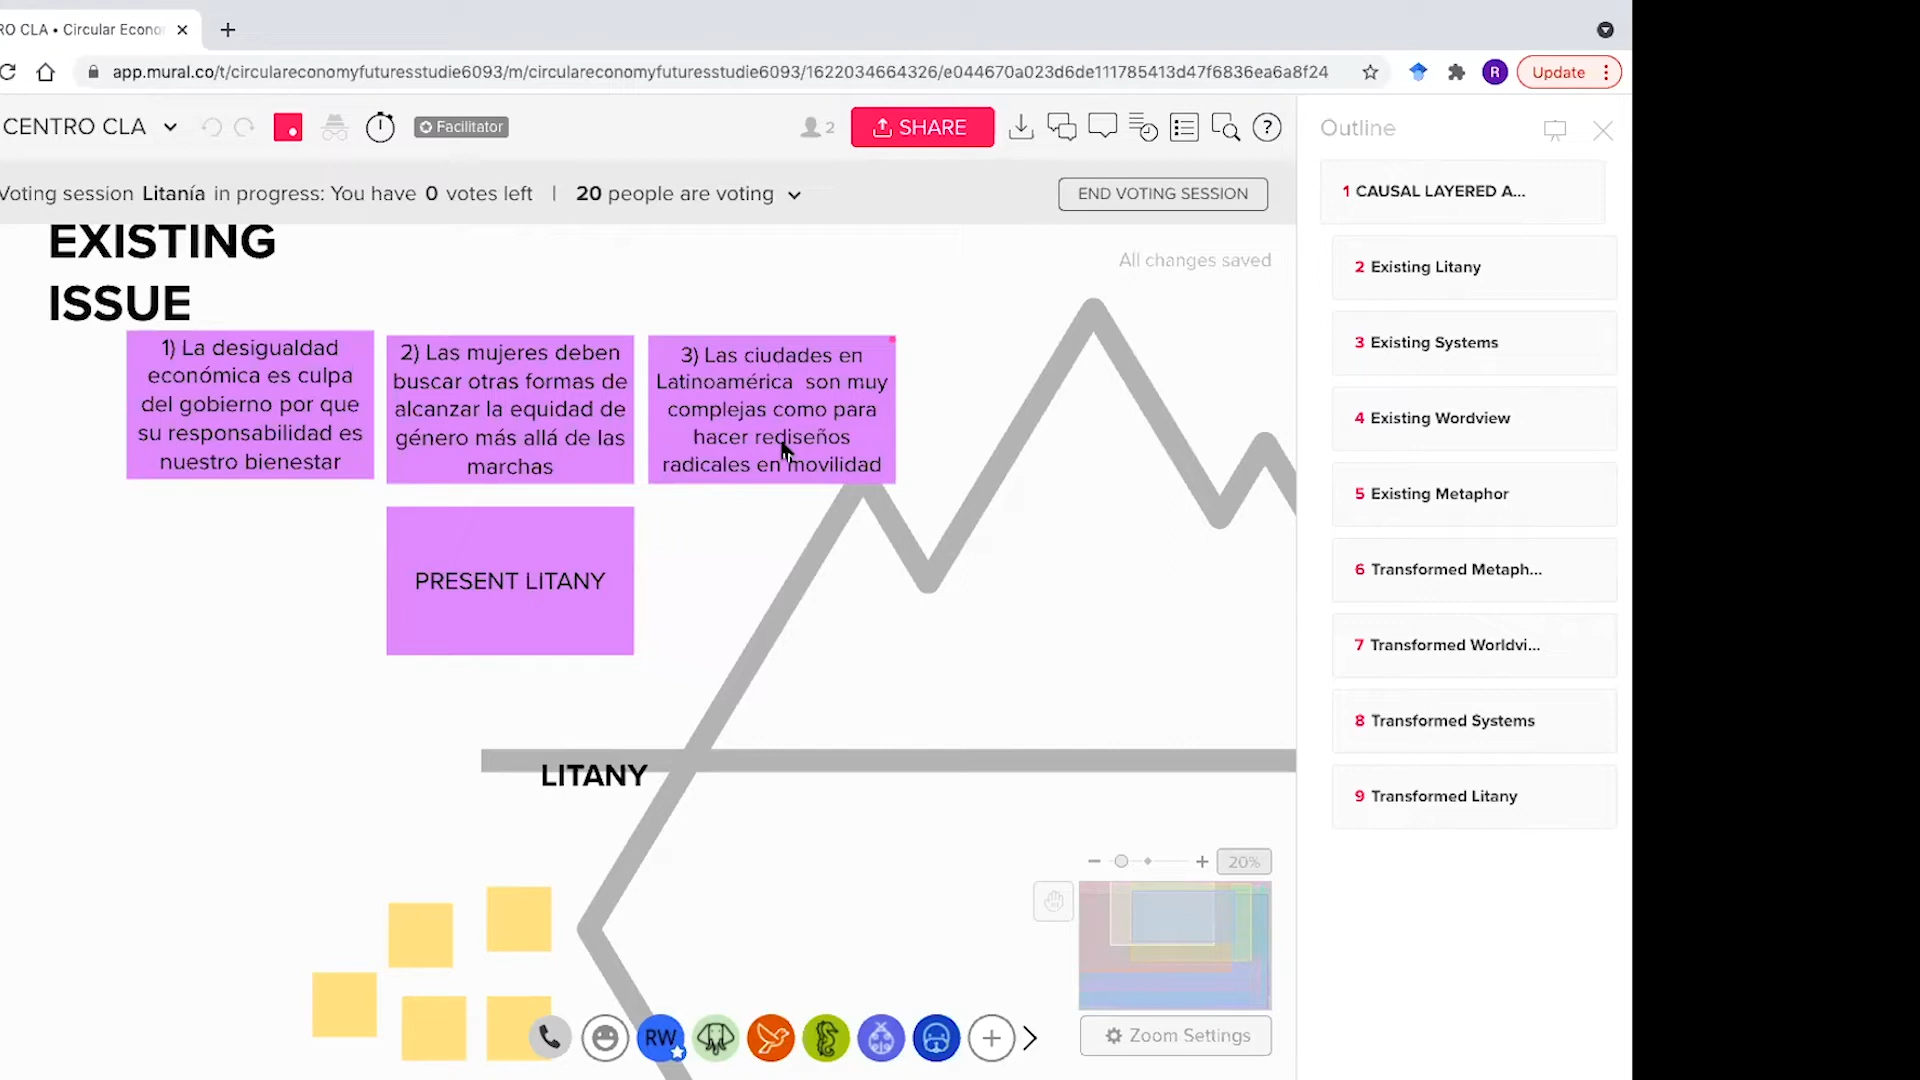 RO CLA • Circular Econo
app.mural.co/t/circulareconomyfuturesstudie6093/m/circulareconomyfuturesstudie6093/1622034664326/e044670a023d6de111785413d47f6836ea6a8f24
R
Update
CENTRO CLA
Facilitator
2
SHARE
Outline
Voting session Litanía in progress: You have 0 votes left | 20 people are voting
END VOTING SESSION
1 CAUSAL LAYERED A...
2 Existing Litany
3 Existing Systems
4 Existing Wordview
5 Existing Metaphor
6 Transformed Metaph...
7 Transformed Worldvi...
8 Transformed Systems
9 Transformed Litany
EXISTING
ISSUE
All changes saved
1) La desigualdad
económica es culpa
del gobierno por que
su responsabilidad es
nuestro bienestar
2) Las mujeres deben
buscar otras formas de
alcanzar la equidad de
género más allá de las
marchas
3) Las ciudades en
Latinoamérica son muy
complejas como para
hacer rediseños
radicales en movilidad
PRESENT LITANY
LITANY
20%
RW
Zoom Settings